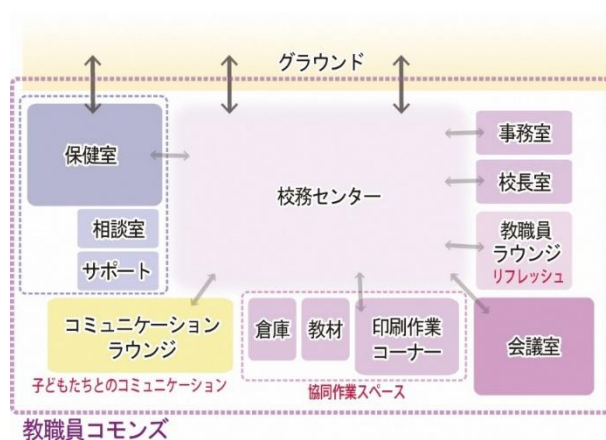 グラウンド
保健室
事務室
校長室
校務センター
相談室
サポート
教職員
ラウンジ
リフレッシュ
コミュニケーション
ラウンジ
子どもたちとのコミュニケーション
倉庫
教材
印刷作業
コーナー
協同作業スペース
会議室
教職員コモンズ